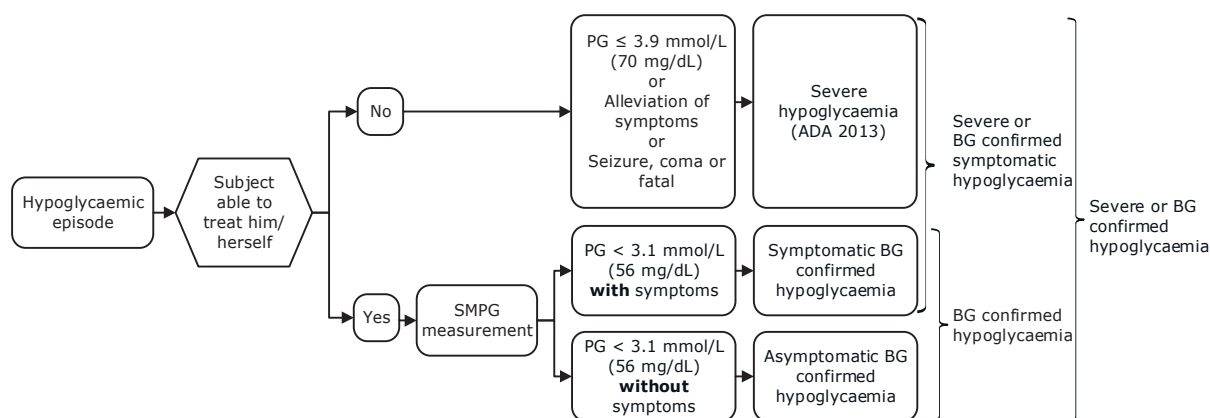 Hypoglycaemic
episode
Subject
able to
treat him/
herself
No
PG ≤ 3.9 mmol/L
(70 mg/dL)
or
Alleviation of
symptoms
or
Seizure, coma or
fatal
Severe
hypoglycaemia
(ADA 2013)
Yes
SMPG
measurement
PG < 3.1 mmol/L
(56 mg/dL)
with symptoms
Symptomatic BG
confirmed
hypoglycaemia
PG < 3.1 mmol/L
(56 mg/dL)
without
symptoms
Asymptomatic BG
confirmed
hypoglycaemia
Severe or
BG confirmed
symptomatic
hypoglycaemia
BG confirmed
hypoglycaemia
Severe or BG
confirmed
hypoglycaemia